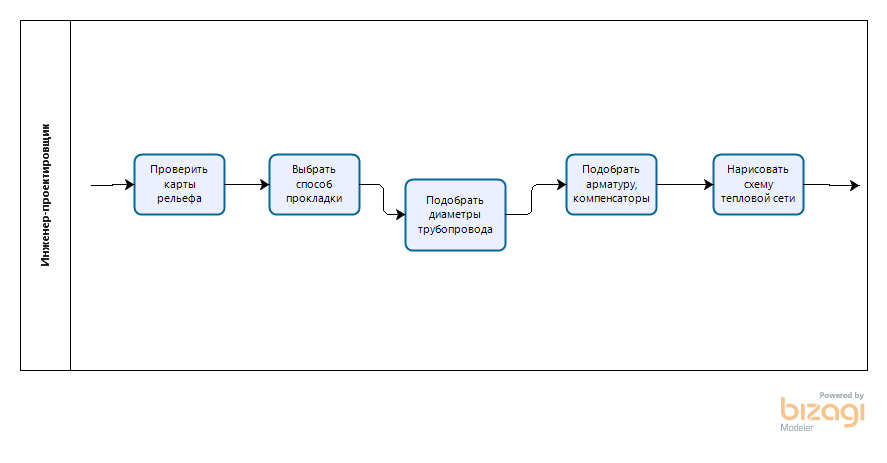 Инженер-проектировщик
Проверить
карты
рельефа
Выбрать
способ
прокладки
Подобрать
диаметры
трубопровода
Подобрать
арматуру,
компенсаторы
Нарисовать
схему
тепловой сети
Powered by
bizagi
Modeler